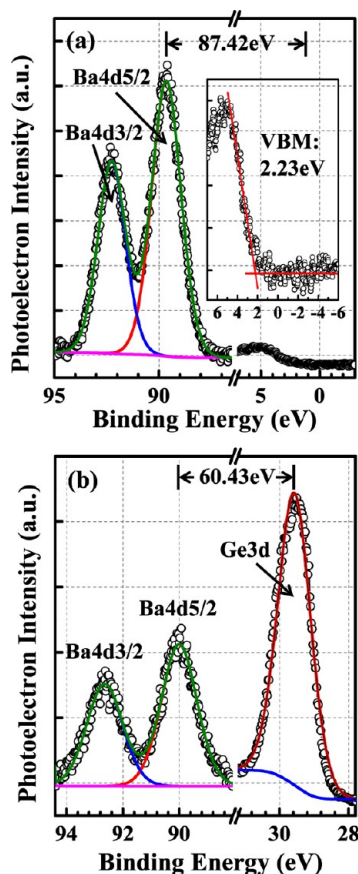 (a)
87.42eV
Ba4d5/2
Ba4d3/2
VBM:
2.23eV
6 4 2 0 -2 -4 -6
Photoelectron Intensity (a.u.)
95 90 5 0
Binding Energy (eV)
(b)
60.43eV
Ge3d
Ba4d5/2
Ba4d3/2
Photoelectron Intensity (a.u.)
94 92 90 30 28
Binding Energy (eV)